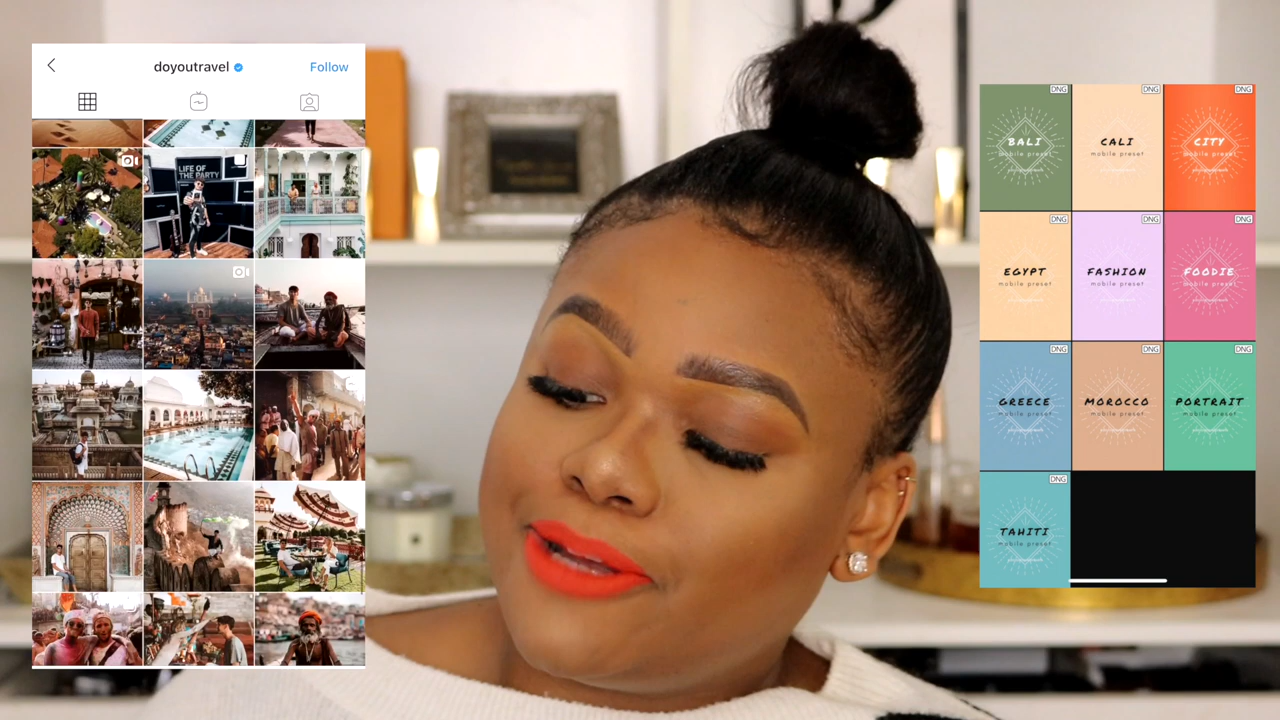 doyoutravel
Follow
LIFE OF
THE PARTY
DNG
BALI
mobile preset
DNG
CALI
mobile preset
DNG
CITY
mobile preset
DNG
EGYPT
mobile preset
DNG
FASHION
mobile preset
DNG
FOODIE
mobile preset
DNG
GREECE
mobile preset
DNG
MOROCCO
mobile preset
DNG
PORTRAIT
mobile preset
DNG
TAHITI
mobile preset